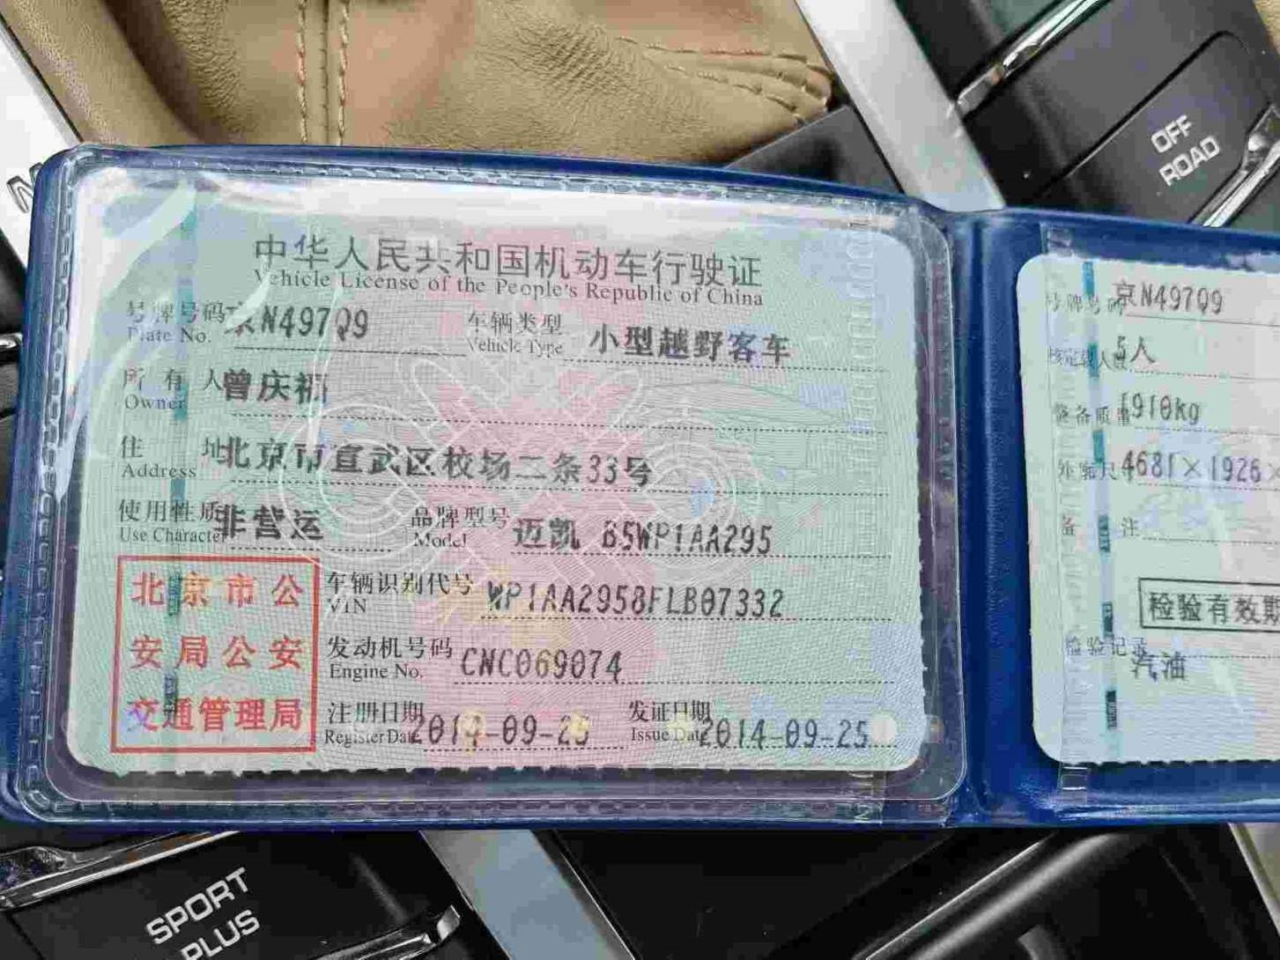 中华人民共和国机动车行驶证
Vehicle License of the People's Republic of China
号牌号码 京N497Q9 车辆类型 小型越野客车
Plate No. Vehicle Type
所有人 曾庆福
Owner
住址 北京市宣武区校场二条33号
Address
使用性质 非营运 品牌型号 迈凯 BSWP1AA295
Use Character Model
北京市公安局公安交通管理局
车辆识别代号 WP1AA2958FLB07332
VIN
发动机号码 CNC069074
Engine No.
注册日期 2014-09-25 发证日期 2014-09-25
Register Date Issue Date
号牌号码 京N497Q9
核定载人数 5人
整备质量 1910kg
外廓尺 4681×1926×
备注
检验有效期
检验记录
汽油
OFF
ROAD
SPORT
PLUS